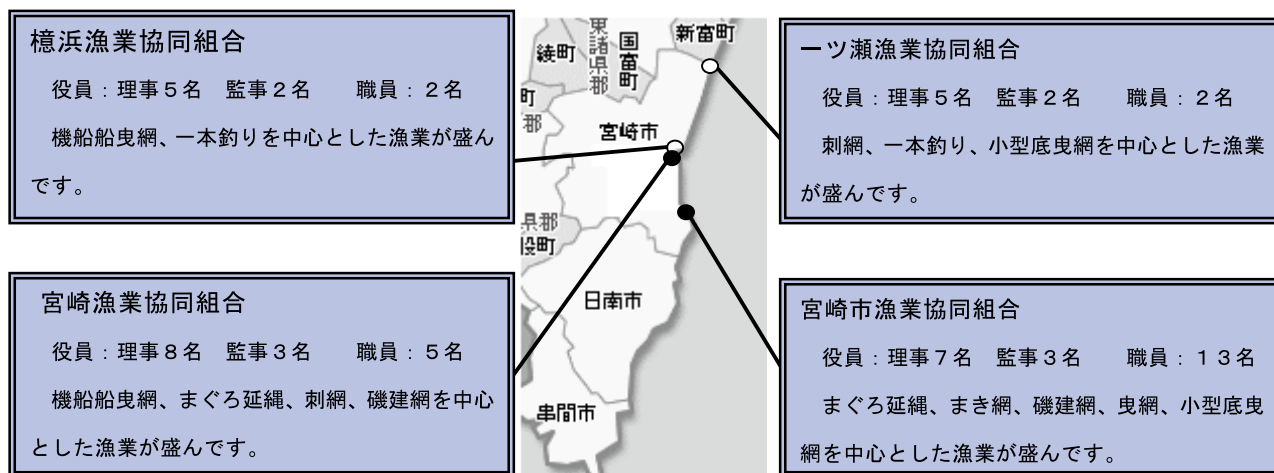 檍浜漁業協同組合
役員：理事５名　監事２名　　職員：２名
機船船曳網、一本釣りを中心とした漁業が盛ん
です。
一ツ瀬漁業協同組合
役員：理事５名　監事２名　　職員：２名
刺網、一本釣り、小型底曳網を中心とした漁業
が盛んです。
宮崎漁業協同組合
役員：理事８名　監事３名　　職員：５名
機船船曳網、まぐろ延縄、刺網、磯建網を中心
とした漁業が盛んです。
宮崎市漁業協同組合
役員：理事７名　監事３名　　職員：１３名
まぐろ延縄、まき網、磯建網、曳網、小型底曳
網を中心とした漁業が盛んです。
東諸県郡
国富町
新富町
綾町
町
郡
宮崎市
県郡
股町
日南市
串間市